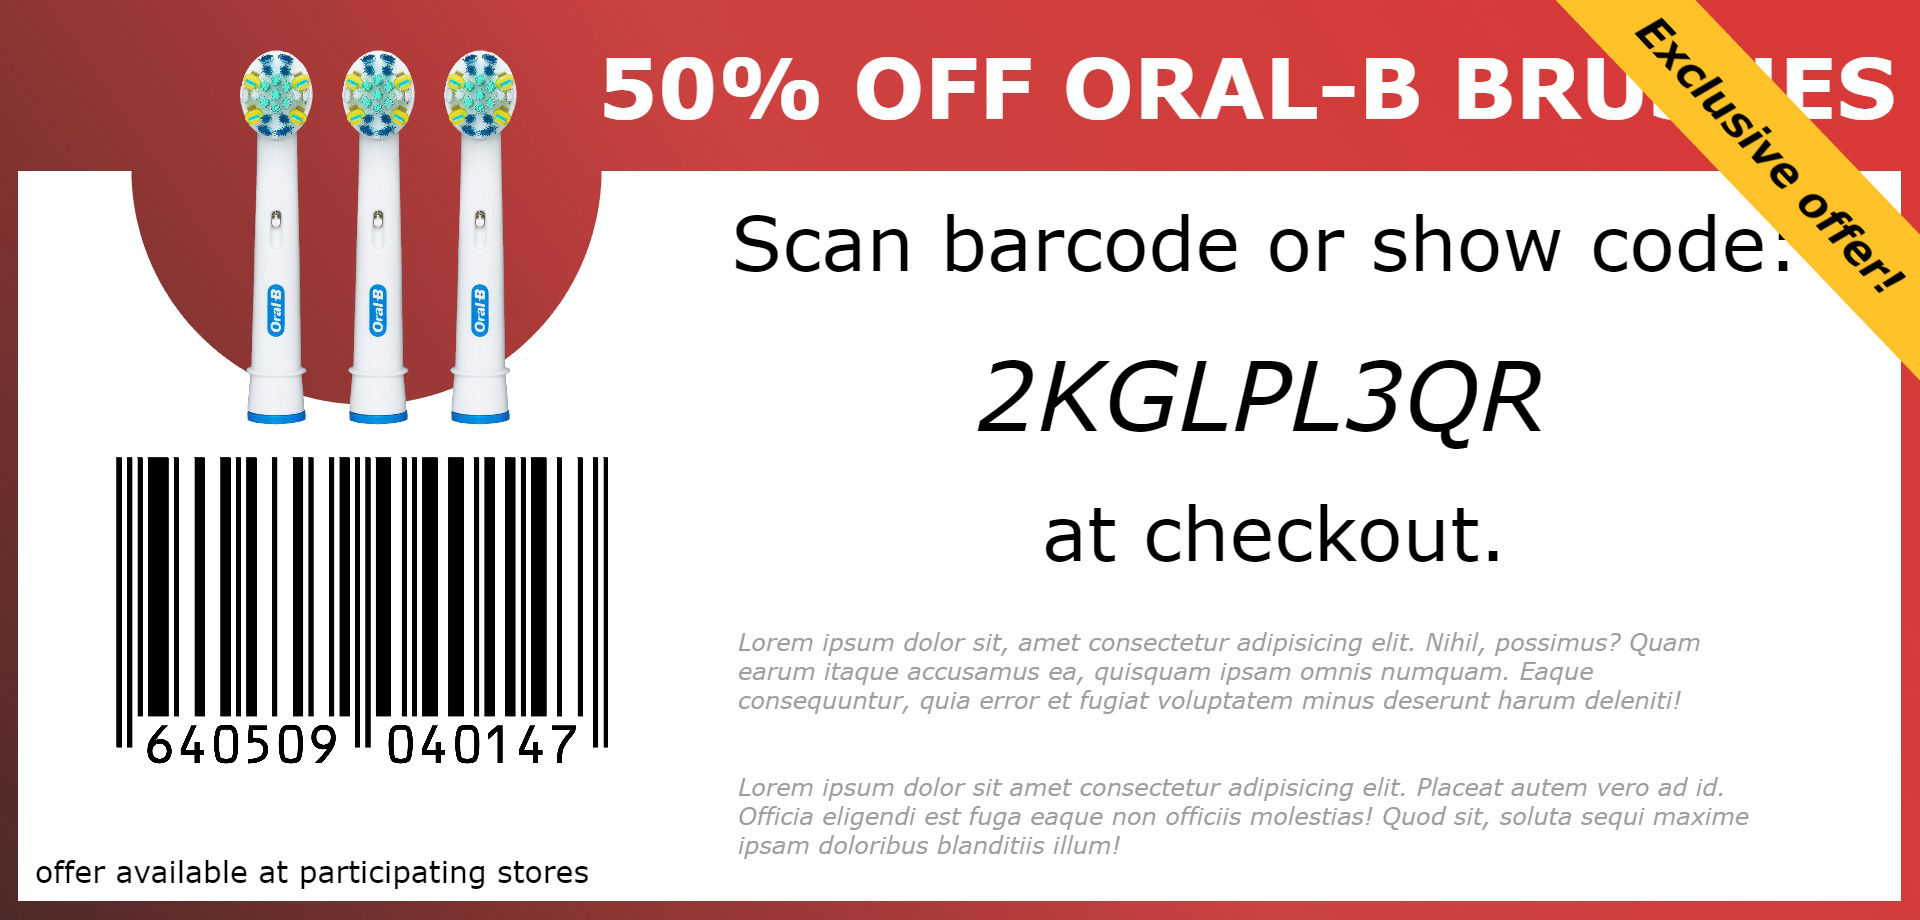 50% OFF ORAL-B BRUSHES
Exclusive offer!
Oral-B
Oral-B
Oral-B
Scan barcode or show code:
2KGLPL3QR
at checkout.
640509 040147
Lorem ipsum dolor sit, amet consectetur adipisicing elit. Nihil, possimus? Quam
earum itaque accusamus ea, quisquam ipsam omnis numquam. Eaque
consequuntur, quia error et fugiat voluptatem minus deserunt harum deleniti!
Lorem ipsum dolor sit amet consectetur adipisicing elit. Placeat autem vero ad id.
Officia eligendi est fuga eaque non officiis molestias! Quod sit, soluta sequi maxime
ipsam doloribus blanditiis illum!
offer available at participating stores